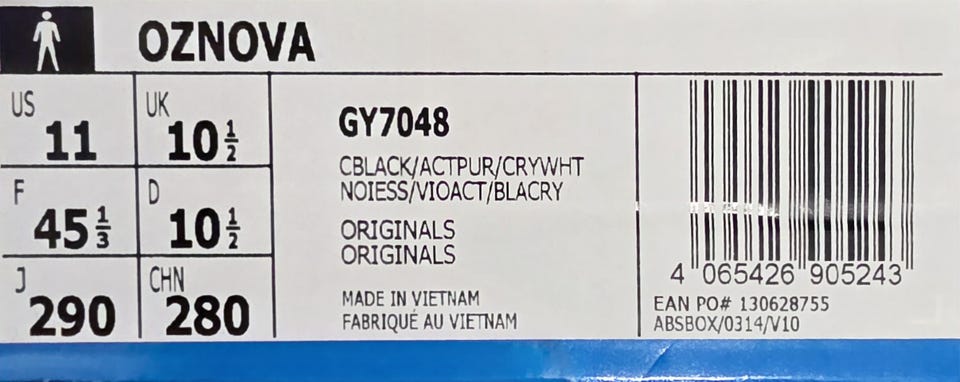 OZNOVA
US 11 UK 10 1/2
F 45 1/3 D 10 1/2
J 290 CHN 280
GY7048
CBLACK/ACTPUR/CRYWHT
NOIESS/VIOACT/BLACRY
ORIGINALS
ORIGINALS
MADE IN VIETNAM
FABRIQUÉ AU VIETNAM
4 065426 905243
EAN PO# 130628755
ABSBOX/0314/V10